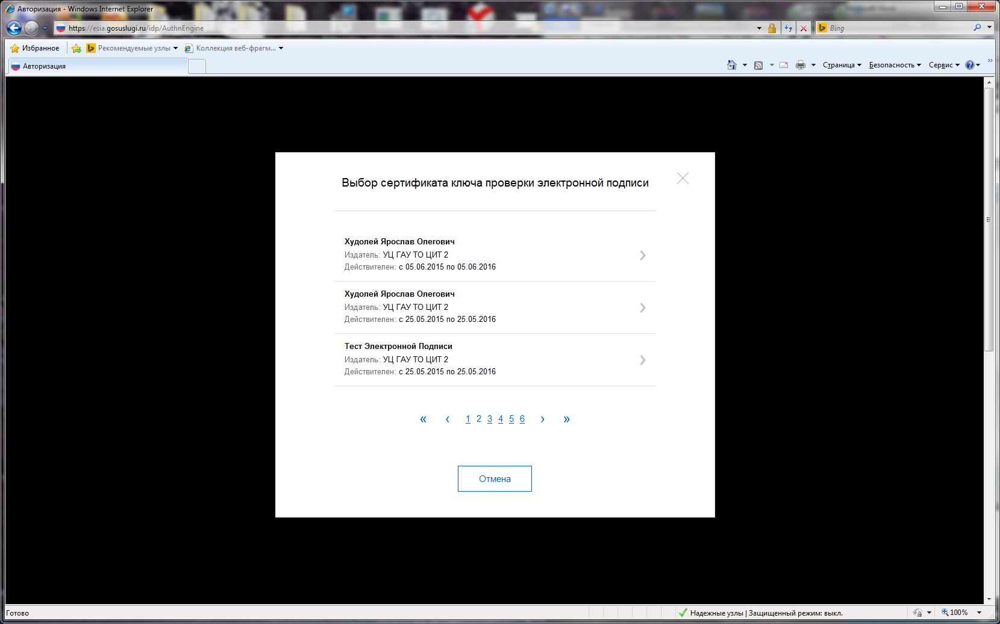 Авторизация - Windows Internet Explorer
https://esia.gosuslugi.ru/idp/AuthnEngine
Bing
Избранное
Рекомендуемые узлы
Коллекция веб-фрагм...
Авторизация
Страница
Безопасность
Сервис
Выбор сертификата ключа проверки электронной подписи
Худолей Ярослав Олегович
Издатель: УЦ ГАУ ТО ЦИТ 2
Действителен: с 05.06.2015 по 05.06.2016
Худолей Ярослав Олегович
Издатель: УЦ ГАУ ТО ЦИТ 2
Действителен: с 25.05.2015 по 25.05.2016
Тест Электронной Подписи
Издатель: УЦ ГАУ ТО ЦИТ 2
Действителен: с 25.05.2015 по 25.05.2016
« ‹ 1 2 3 4 5 6 › »
Отмена
Готово
Надежные узлы | Защищенный режим: выкл.
100%